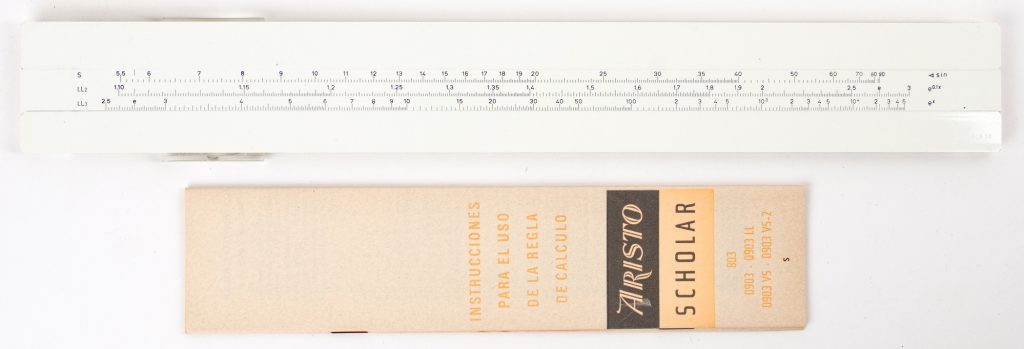 S 5,5 6 7 8 9 10 11 12 13 14 15 16 17 18 19 20 25 30 35 40 50 60 70 80 90 ∢ sin
LL2 1,10 1,15 1,2 1,25 1,3 1,35 1,4 1,5 1,6 1,7 1,8 1,9 2 2,5 e 3 e^0,1x
LL3 2,5 e 3 4 5 6 7 8 9 10 15 20 30 40 50 100 2 3 4 5 10³ 2 3 4 5 10⁴ 2 3 4 5 e^x
INSTRUCCIONES
PARA EL USO
DE LA REGLA
DE CALCULO
ARISTO
SCHOLAR
803
0903 · 0903 LL
0903 VS · 0903 VS-2
S